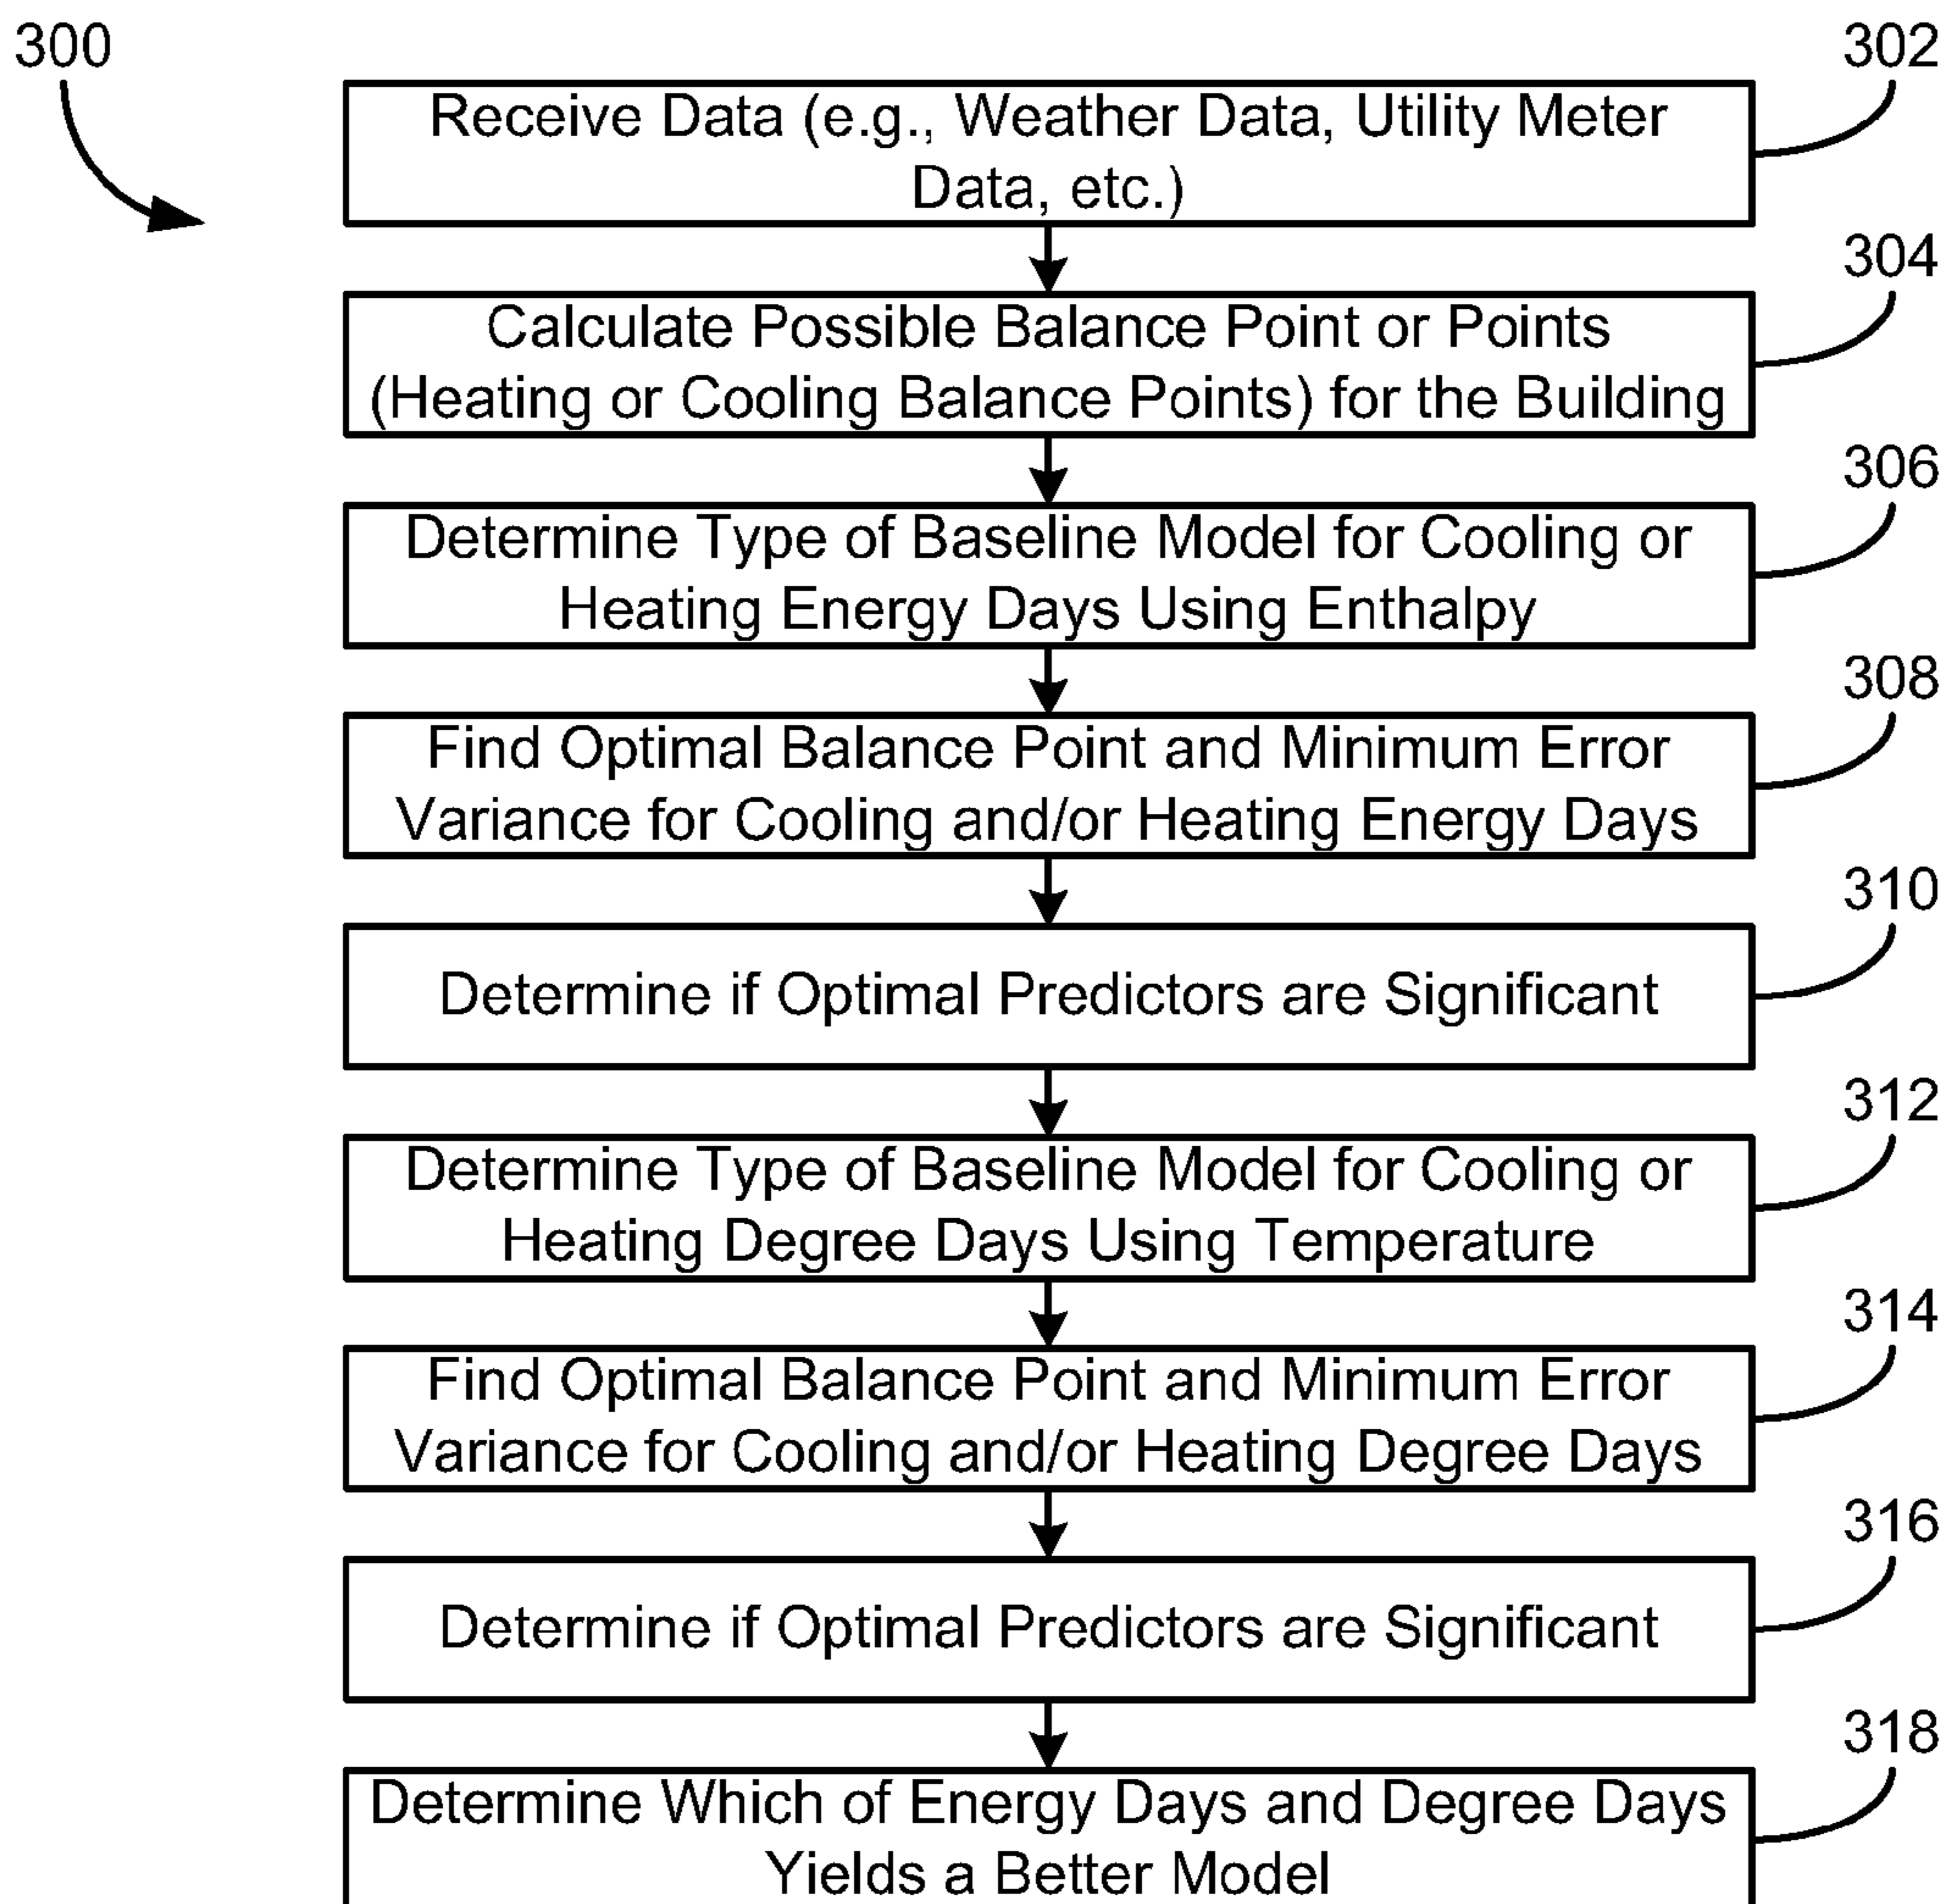 300
302
Receive Data (e.g., Weather Data, Utility Meter
Data, etc.)
304
Calculate Possible Balance Point or Points
(Heating or Cooling Balance Points) for the Building
306
Determine Type of Baseline Model for Cooling or
Heating Energy Days Using Enthalpy
308
Find Optimal Balance Point and Minimum Error
Variance for Cooling and/or Heating Energy Days
310
Determine if Optimal Predictors are Significant
312
Determine Type of Baseline Model for Cooling or
Heating Degree Days Using Temperature
314
Find Optimal Balance Point and Minimum Error
Variance for Cooling and/or Heating Degree Days
316
Determine if Optimal Predictors are Significant
318
Determine Which of Energy Days and Degree Days
Yields a Better Model